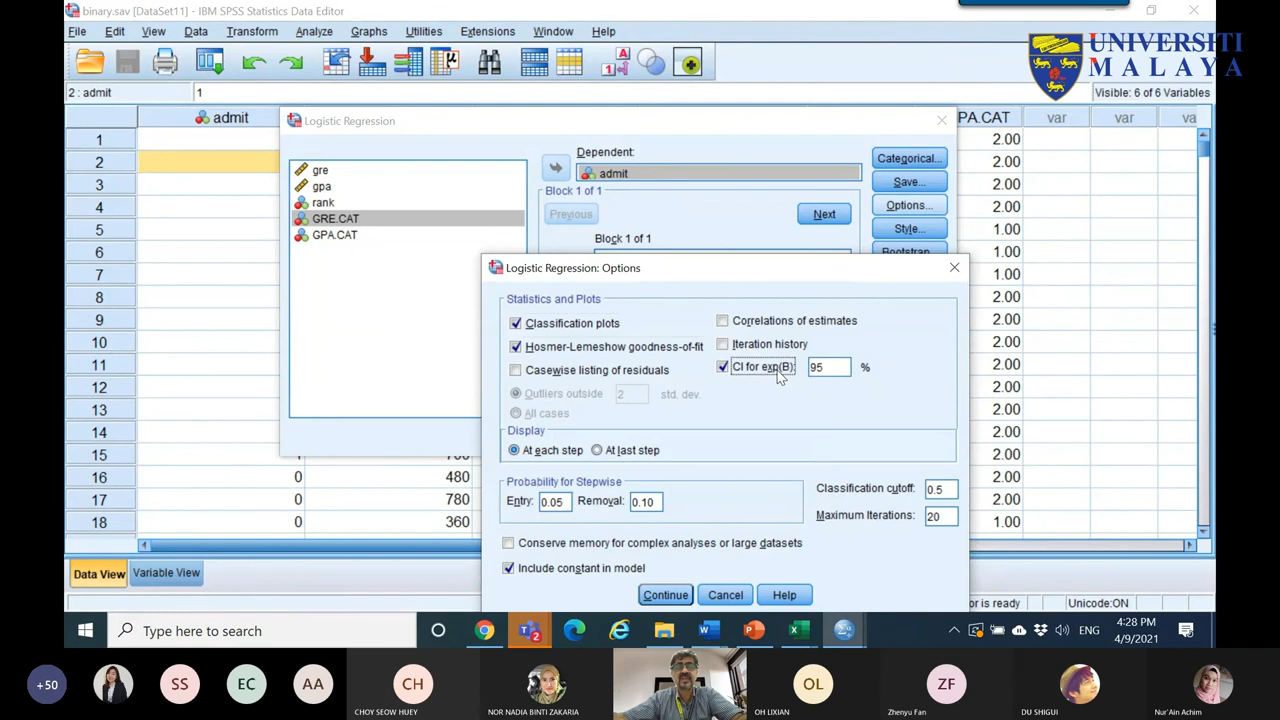 binary.sav [DataSet11] - IBM SPSS Statistics Data Editor
File Edit View Data Transform Analyze Graphs Utilities Extensions Window Help
UNIVERSITI
MALAYA
2 : admit 1 Visible: 6 of 6 Variables
admit PA.CAT var var va
Logistic Regression
1 2.00
2 2.00
3 2.00
4 2.00
5 1.00
6 1.00
7 1.00
8 2.00
9 2.00
10 2.00
11 2.00
12 2.00
13 2.00
14 2.00
15 2.00
16 0 480 2.00
17 0 780 2.00
18 0 360 1.00
gre
gpa
rank
GRE.CAT
GPA.CAT
Dependent:
admit
Block 1 of 1
Previous Next
Block 1 of 1
Categorical...
Save...
Options...
Style...
Bootstrap
Logistic Regression: Options
Statistics and Plots
Classification plots Correlations of estimates
Hosmer-Lemeshow goodness-of-fit Iteration history
Casewise listing of residuals CI for exp(B): 95 %
Outliers outside 2 std. dev.
All cases
Display
At each step At last step
Probability for Stepwise
Entry: 0.05 Removal: 0.10
Classification cutoff: 0.5
Maximum Iterations: 20
Conserve memory for complex analyses or large datasets
Include constant in model
Continue Cancel Help
Data View Variable View
or is ready Unicode:ON
Type here to search
2
ENG
4:28 PM
4/9/2021
+50 SS EC AA CH OL ZF
CHOY SEOW HUEY NOR NADIA BINTI ZAKARIA OH LIXIAN Zhenyu Fan DU SHIGUI Nur'Ain Achim